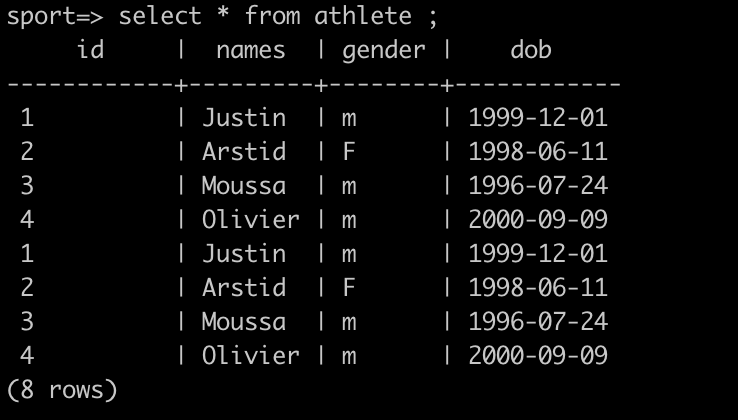 sport=> select * from athlete ;
     id     |  names  | gender |    dob
------------+---------+--------+------------
 1          | Justin  | m      | 1999-12-01
 2          | Arstid  | F      | 1998-06-11
 3          | Moussa  | m      | 1996-07-24
 4          | Olivier | m      | 2000-09-09
 1          | Justin  | m      | 1999-12-01
 2          | Arstid  | F      | 1998-06-11
 3          | Moussa  | m      | 1996-07-24
 4          | Olivier | m      | 2000-09-09
(8 rows)